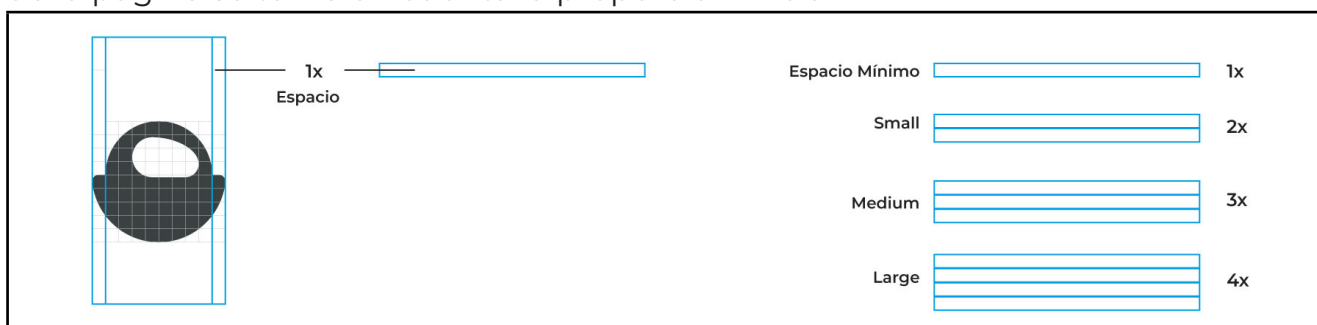 1x
Espacio
Espacio Mínimo
1x
Small
2x
Medium
3x
Large
4x